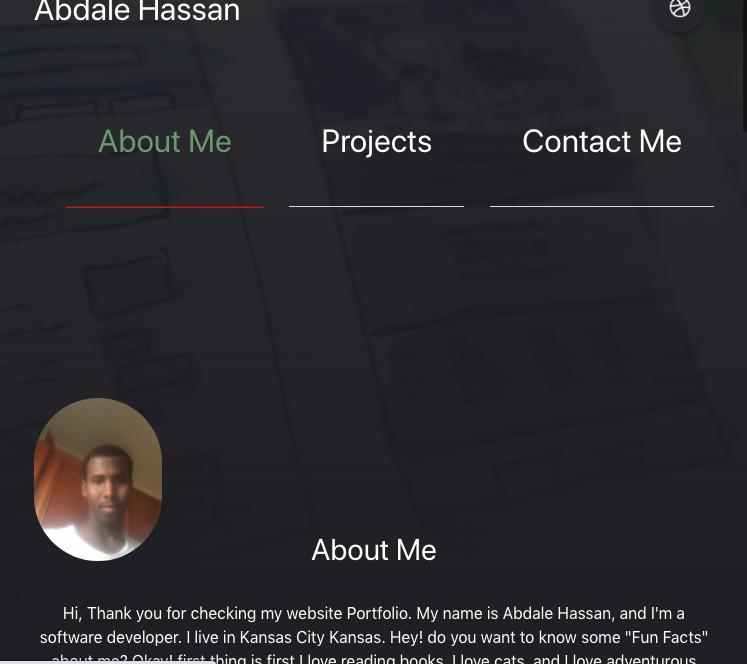 Abdale Hassan
About Me
Projects
Contact Me
About Me
Hi, Thank you for checking my website Portfolio. My name is Abdale Hassan, and I'm a
software developer. I live in Kansas City Kansas. Hey! do you want to know some "Fun Facts"
about me? Okay! first thing is first I love reading books, I love cats, and I love adventurous